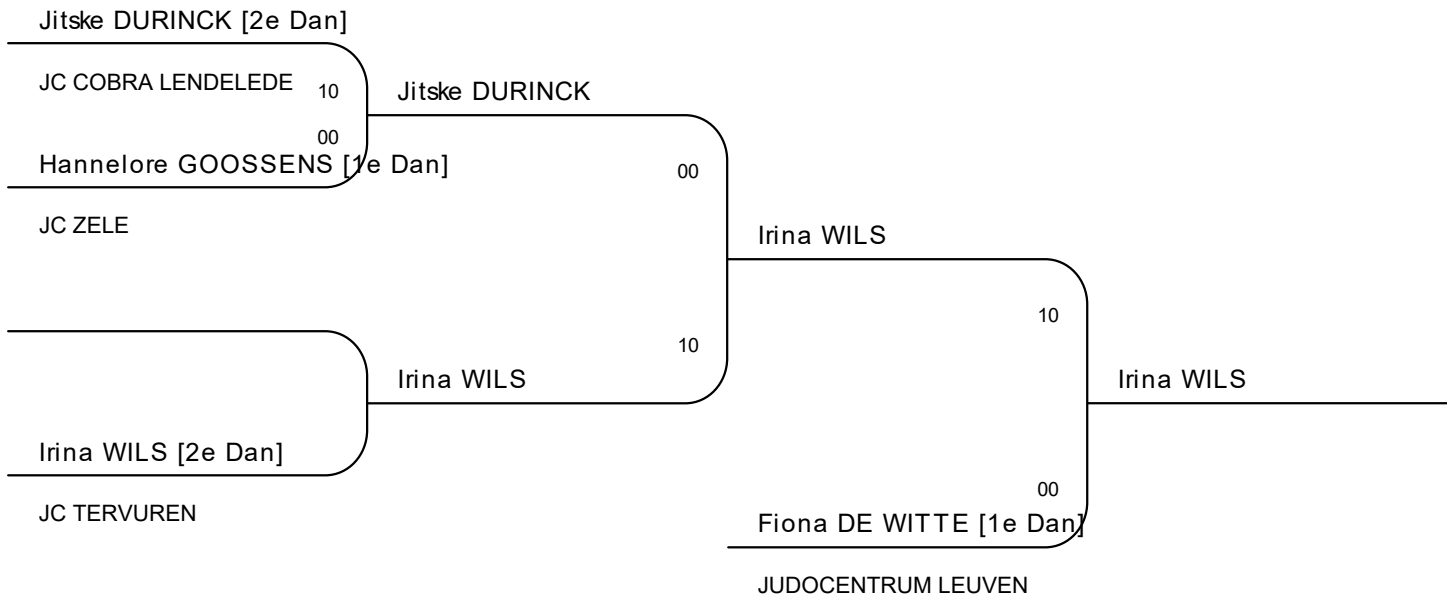 Jitske DURINCK [2e Dan]
JC COBRA LENDELEDE
10
Jitske DURINCK
00
Hannelore GOOSSENS [1e Dan]
00
JC ZELE
Irina WILS
10
10
Irina WILS
Irina WILS
Irina WILS [2e Dan]
00
JC TERVUREN
Fiona DE WITTE [1e Dan]
JUDOCENTRUM LEUVEN